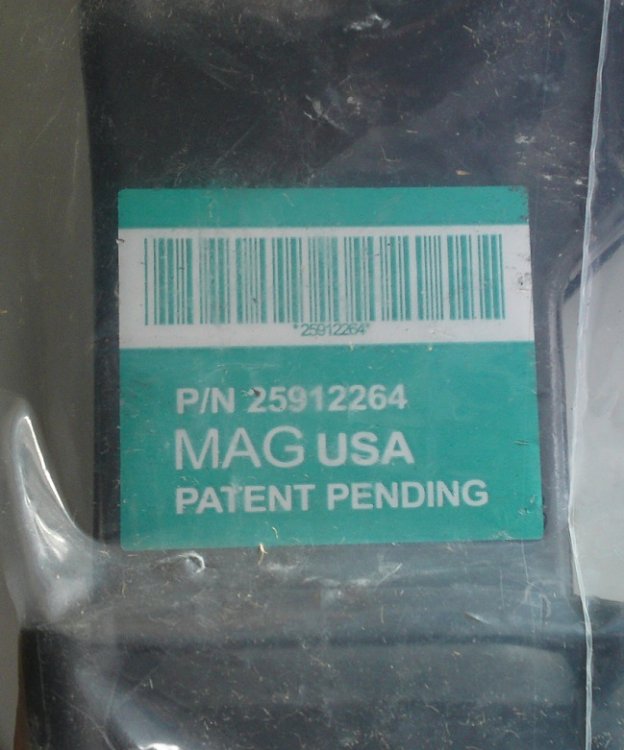 *25912264*
P/N 25912264
MAG USA
PATENT PENDING